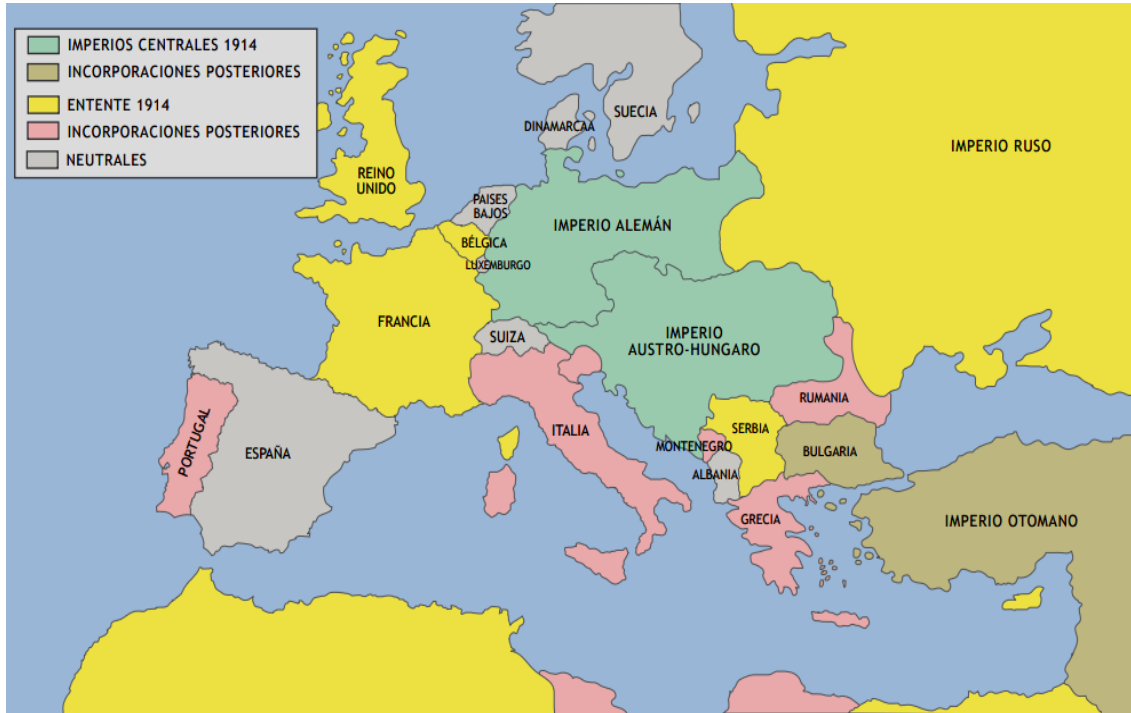 IMPERIOS CENTRALES 1914
INCORPORACIONES POSTERIORES
ENTENTE 1914
INCORPORACIONES POSTERIORES
NEUTRALES
SUECIA
DINAMARCAA
IMPERIO RUSO
REINO
UNIDO
PAISES
BAJOS
IMPERIO ALEMÁN
BÉLGICA
LUXEMBURGO
FRANCIA
SUIZA
IMPERIO
AUSTRO-HUNGARO
RUMANIA
PORTUGAL
ESPAÑA
ITALIA
SERBIA
MONTENEGRO
BULGARIA
ALBANIA
GRECIA
IMPERIO OTOMANO